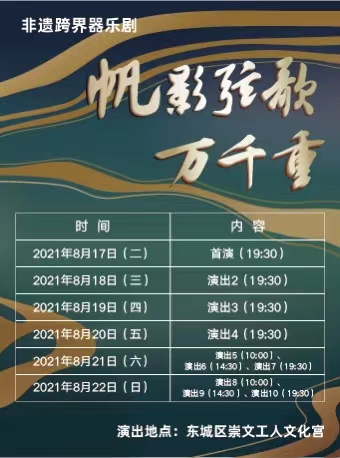 非遗跨界器乐剧
帆影弦歌
万千重
时 间 内 容
2021年8月17日（二） 首演（19:30）
2021年8月18日（三） 演出2（19:30）
2021年8月19日（四） 演出3（19:30）
2021年8月20日（五） 演出4（19:30）
2021年8月21日（六） 演出5（10:00）、
演出6（14:30）、演出7（19:30）
2021年8月22日（日） 演出8（10:00）、
演出9（14:30）、演出10（19:30）
演出地点：东城区崇文工人文化宫